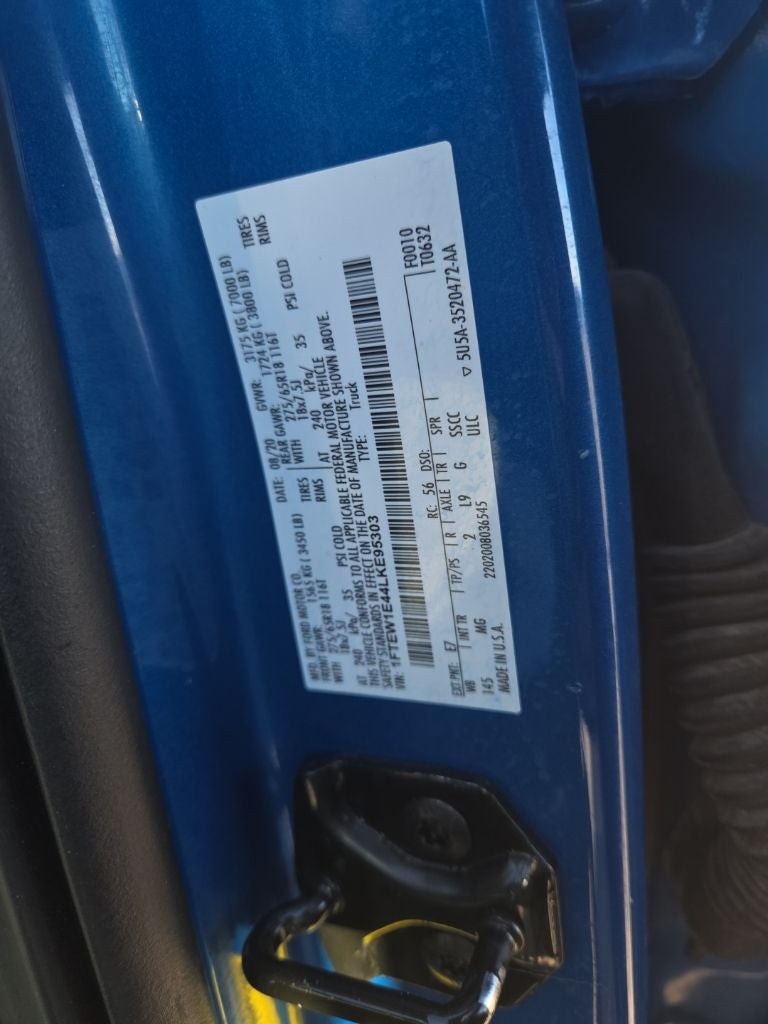 MFD. BY FORD MOTOR CO. DATE: 08/20 GVWR: 3175 KG ( 7000 LB)
FRONT GAWR: 1565 KG ( 3450 LB) REAR GAWR: 1724 KG ( 3800 LB)
WITH 275/65R18 116T TIRES WITH 275/65R18 116T TIRES
18x7.5J RIMS 18x7.5J RIMS
AT 240 kPa/ 35 PSI COLD AT 240 kPa/ 35 PSI COLD
THIS VEHICLE CONFORMS TO ALL APPLICABLE FEDERAL MOTOR VEHICLE
SAFETY STANDARDS IN EFFECT ON THE DATE OF MANUFACTURE SHOWN ABOVE.
VIN: 1FTEW1E44LKE95303 TYPE: Truck
F0010
T0632
EXT PNT: E7 RC: 56 DSO:
WB INT TR TP/PS R AXLE TR SPR
145 MG 2 L9 G SSCC
MADE IN U.S.A. 2202008036545 ULC ▽ 5U5A-3520472-AA